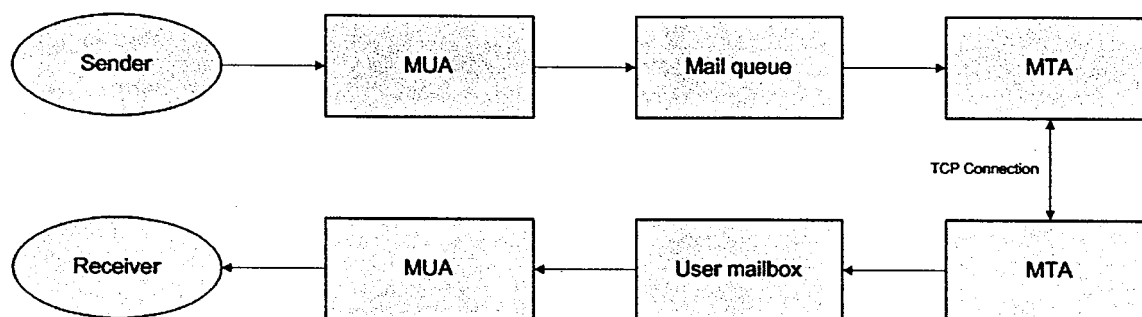 Sender
MUA
Mail queue
MTA
TCP Connection
Receiver
MUA
User mailbox
MTA